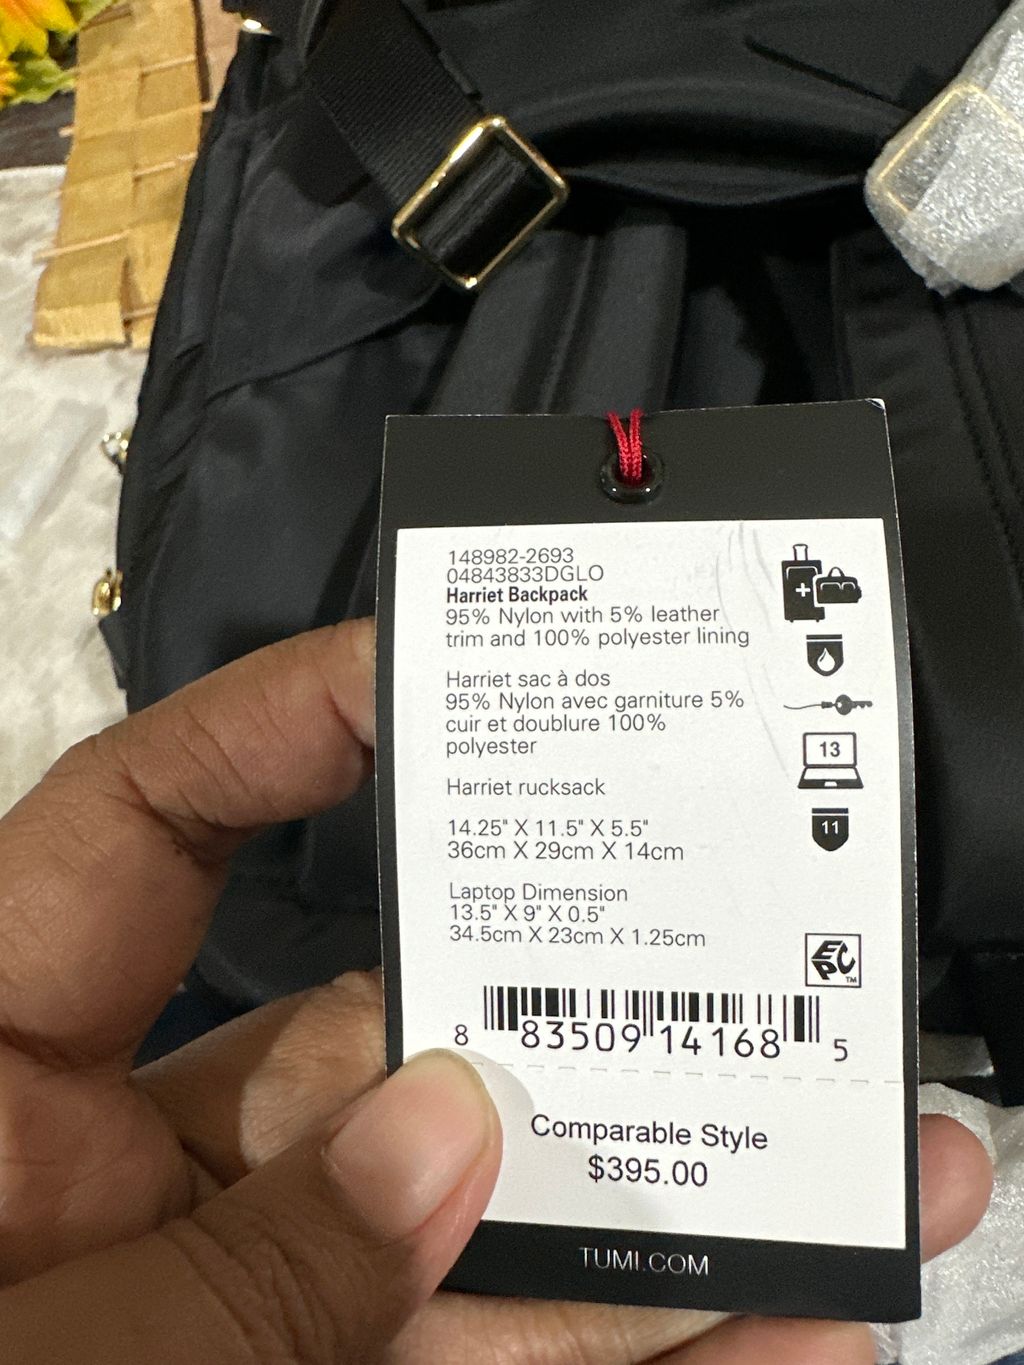 148982-2693
04843833DGLO
Harriet Backpack
95% Nylon with 5% leather
trim and 100% polyester lining
Harriet sac à dos
95% Nylon avec garniture 5%
cuir et doublure 100%
polyester
Harriet rucksack
14.25" X 11.5" X 5.5"
36cm X 29cm X 14cm
Laptop Dimension
13.5" X 9" X 0.5"
34.5cm X 23cm X 1.25cm
13
11
EPC™
8 83509 14168 5
Comparable Style
$395.00
TUMI.COM